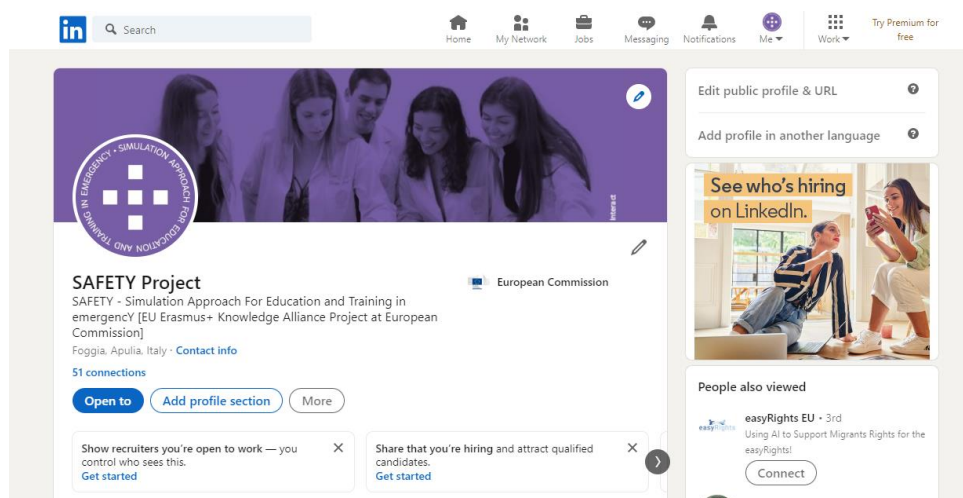 in
Search
Home
My Network
Jobs
Messaging
Notifications
Me
Work
Try Premium for
free
SIMULATION APPROACH FOR EDUCATION AND TRAINING IN EMERGENCY
Interact
SAFETY Project
SAFETY - Simulation Approach For Education and Training in
emergencY [EU Erasmus+ Knowledge Alliance Project at European
Commission]
Foggia, Apulia, Italy · Contact info
51 connections
Open to
Add profile section
More
European Commission
Show recruiters you're open to work — you
control who sees this.
Get started
Share that you're hiring and attract qualified
candidates.
Get started
Edit public profile & URL
Add profile in another language
See who's hiring
on LinkedIn.
People also viewed
easyRights
easyRights EU · 3rd
Using AI to Support Migrants Rights for the
easyRights!
Connect